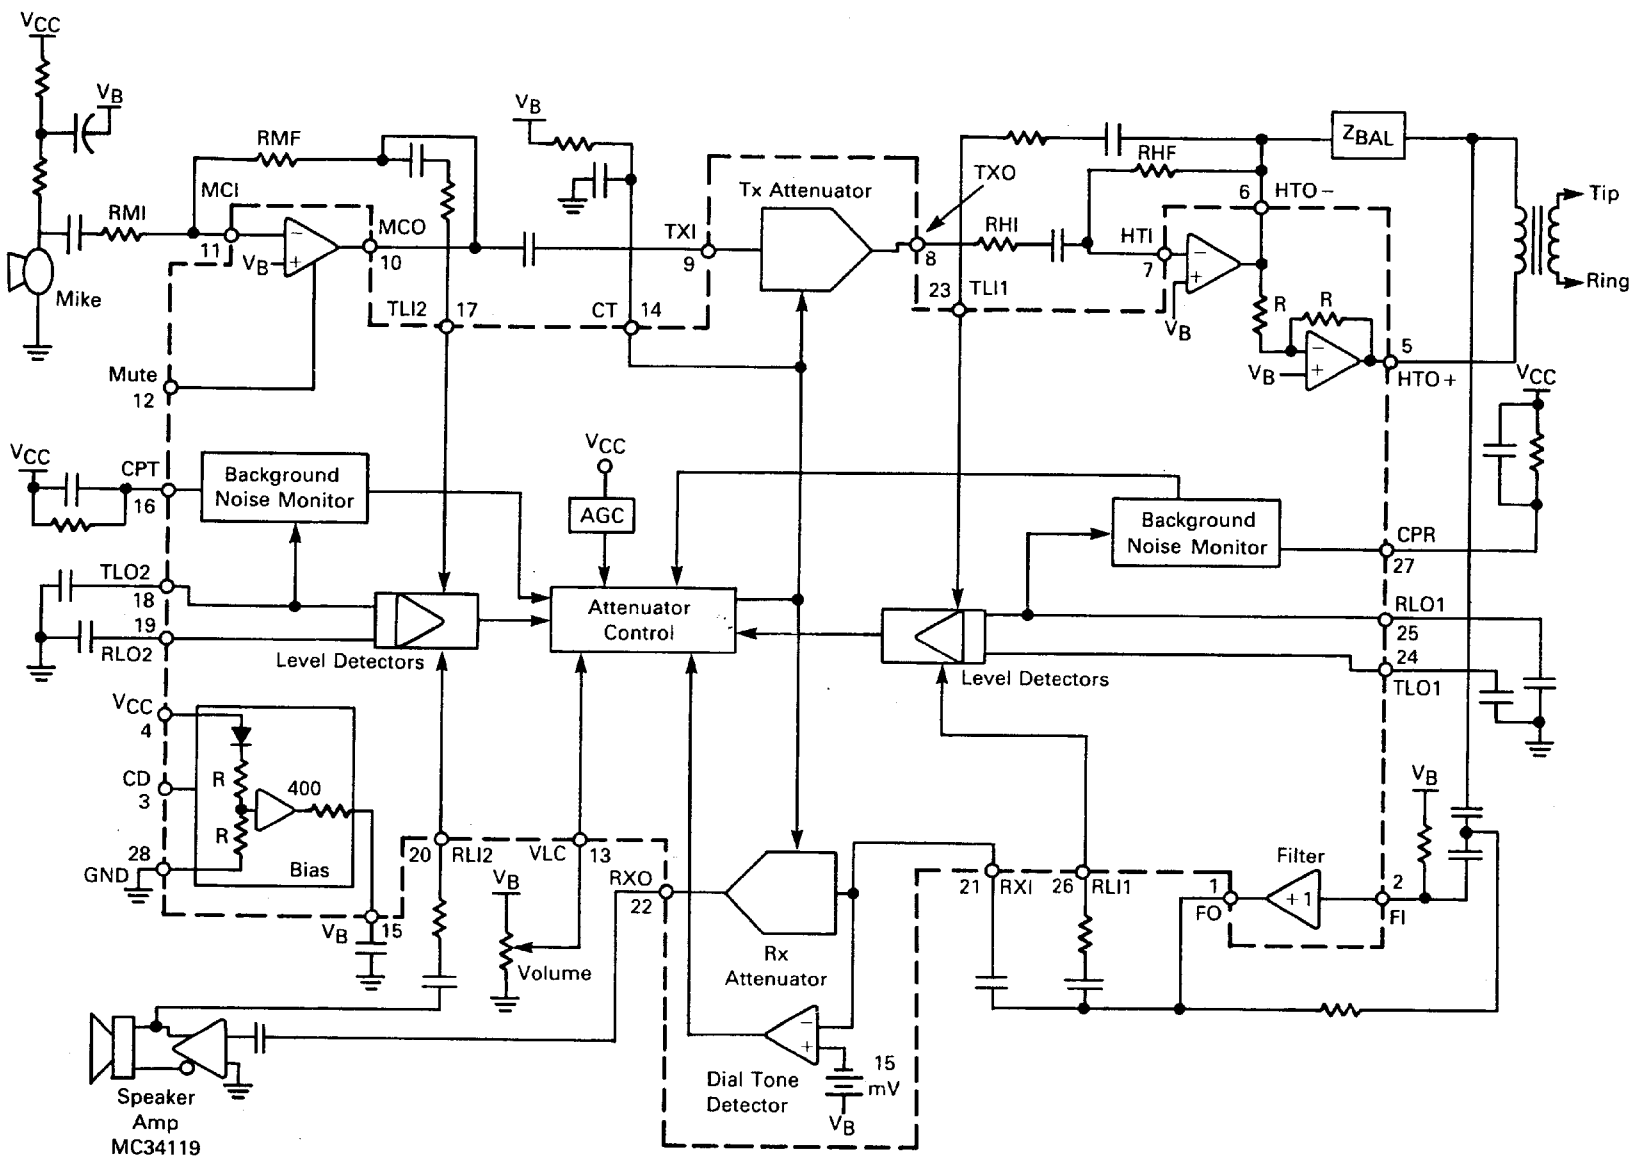 VCC
VB
RMF
MCI
RMI
11
MCO
10
VB
Mike
TLI2
17
Mute
12
VB
CT
14
TXI
9
Tx Attenuator
TXO
8
RHI
23
TLI1
RHF
ZBAL
6
HTO −
HTI
7
VB
R
R
VB
5
HTO +
Tip
Ring
VCC
VCC
CPT
16
Background
Noise Monitor
VCC
AGC
Background
Noise Monitor
CPR
27
TLO2
18
19
RLO2
Level Detectors
Attenuator
Control
Level Detectors
RLO1
25
24
TLO1
VCC
4
CD
3
R
R
400
28
GND
Bias
VB
15
20
RLI2
VLC
13
VB
Volume
RXO
22
Rx
Attenuator
21
RXI
26
RLI1
1
FO
Filter
+1
2
FI
VB
Dial Tone
Detector
15
mV
VB
Speaker
Amp
MC34119